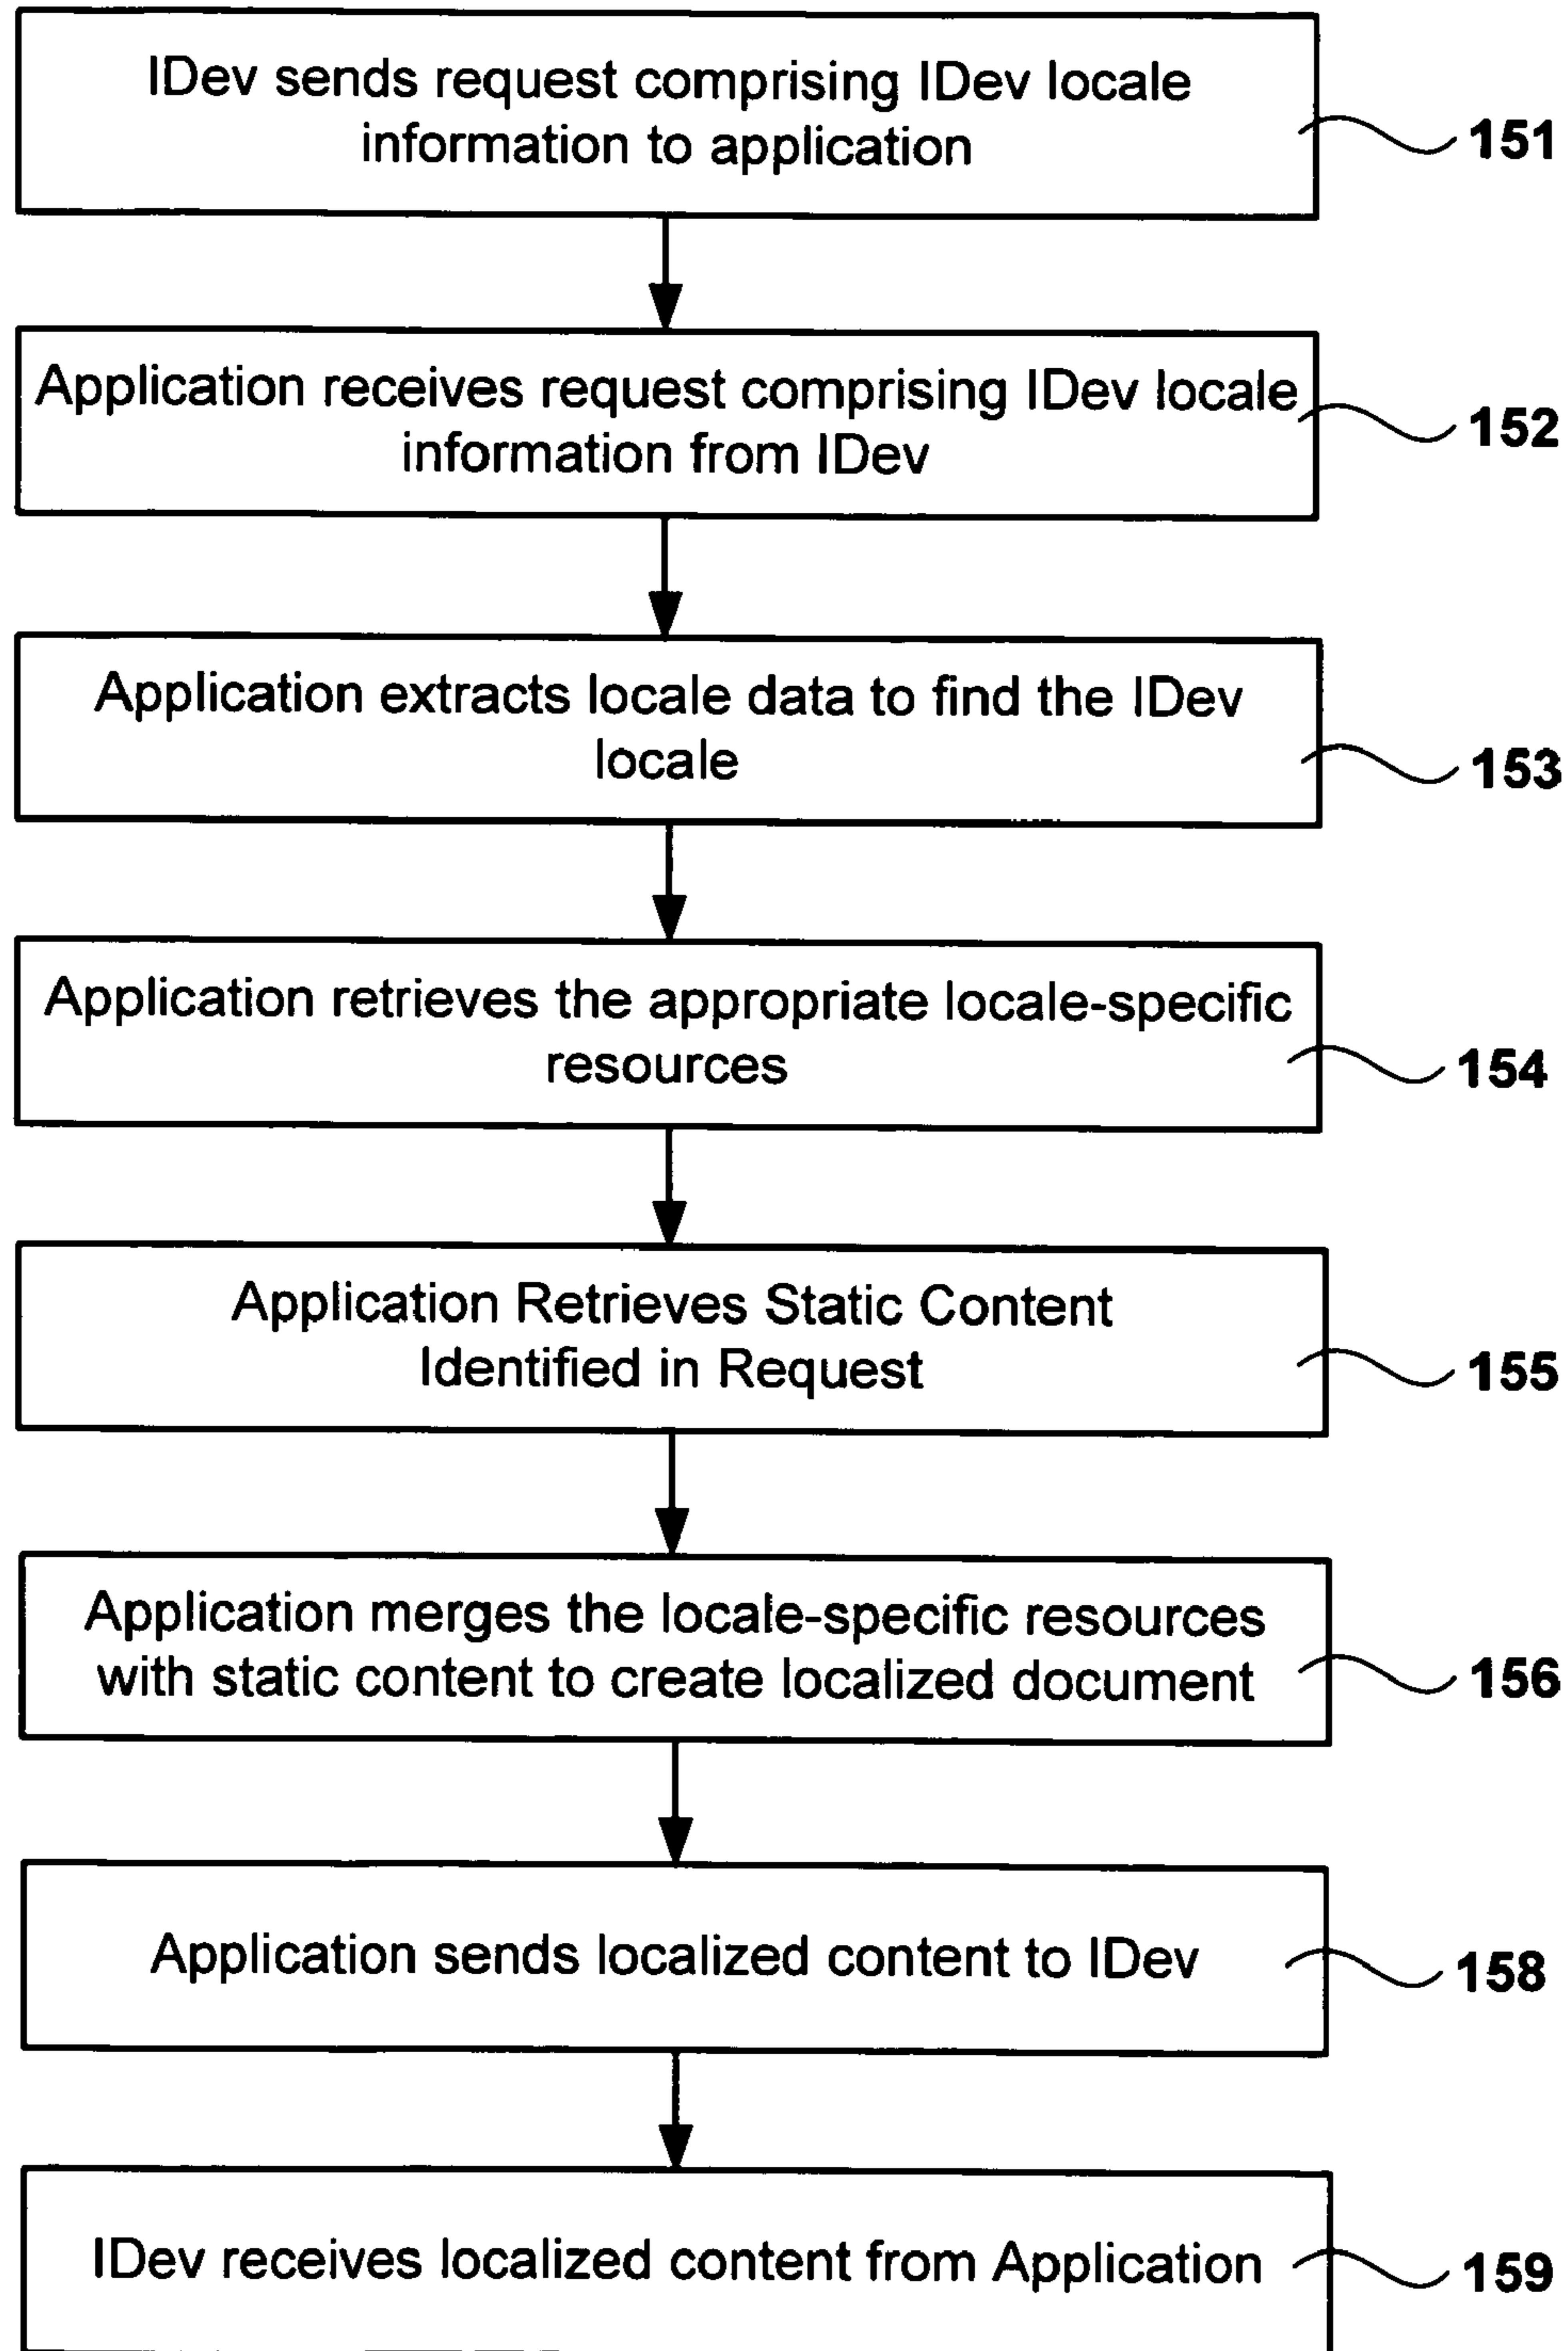 IDev sends request comprising IDev locale
information to application
151
Application receives request comprising IDev locale
information from IDev
152
Application extracts locale data to find the IDev
locale
153
Application retrieves the appropriate locale-specific
resources
154
Application Retrieves Static Content
Identified in Request
155
Application merges the locale-specific resources
with static content to create localized document
156
Application sends localized content to IDev
158
IDev receives localized content from Application
159